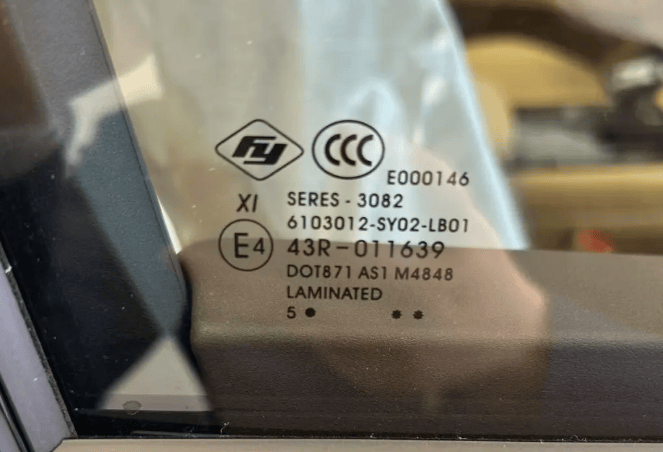 FY CCC E000146
XI SERES - 3082
6103012-SY02-LB01
E4 43R-011639
DOT871 AS1 M4848
LAMINATED
5 ● **